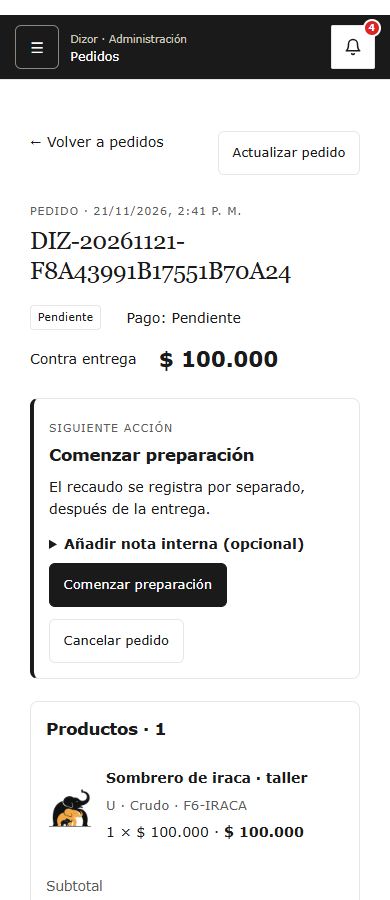 ☰
Dizor · Administración
Pedidos
4
← Volver a pedidos
Actualizar pedido
PEDIDO · 21/11/2026, 2:41 P. M.
DIZ-20261121-
F8A43991B17551B70A24
Pendiente
Pago: Pendiente
Contra entrega
$ 100.000
SIGUIENTE ACCIÓN
Comenzar preparación
El recaudo se registra por separado,
después de la entrega.
▶ Añadir nota interna (opcional)
Comenzar preparación
Cancelar pedido
Productos · 1
Sombrero de iraca · taller
U · Crudo · F6-IRACA
1 × $ 100.000 · $ 100.000
Subtotal